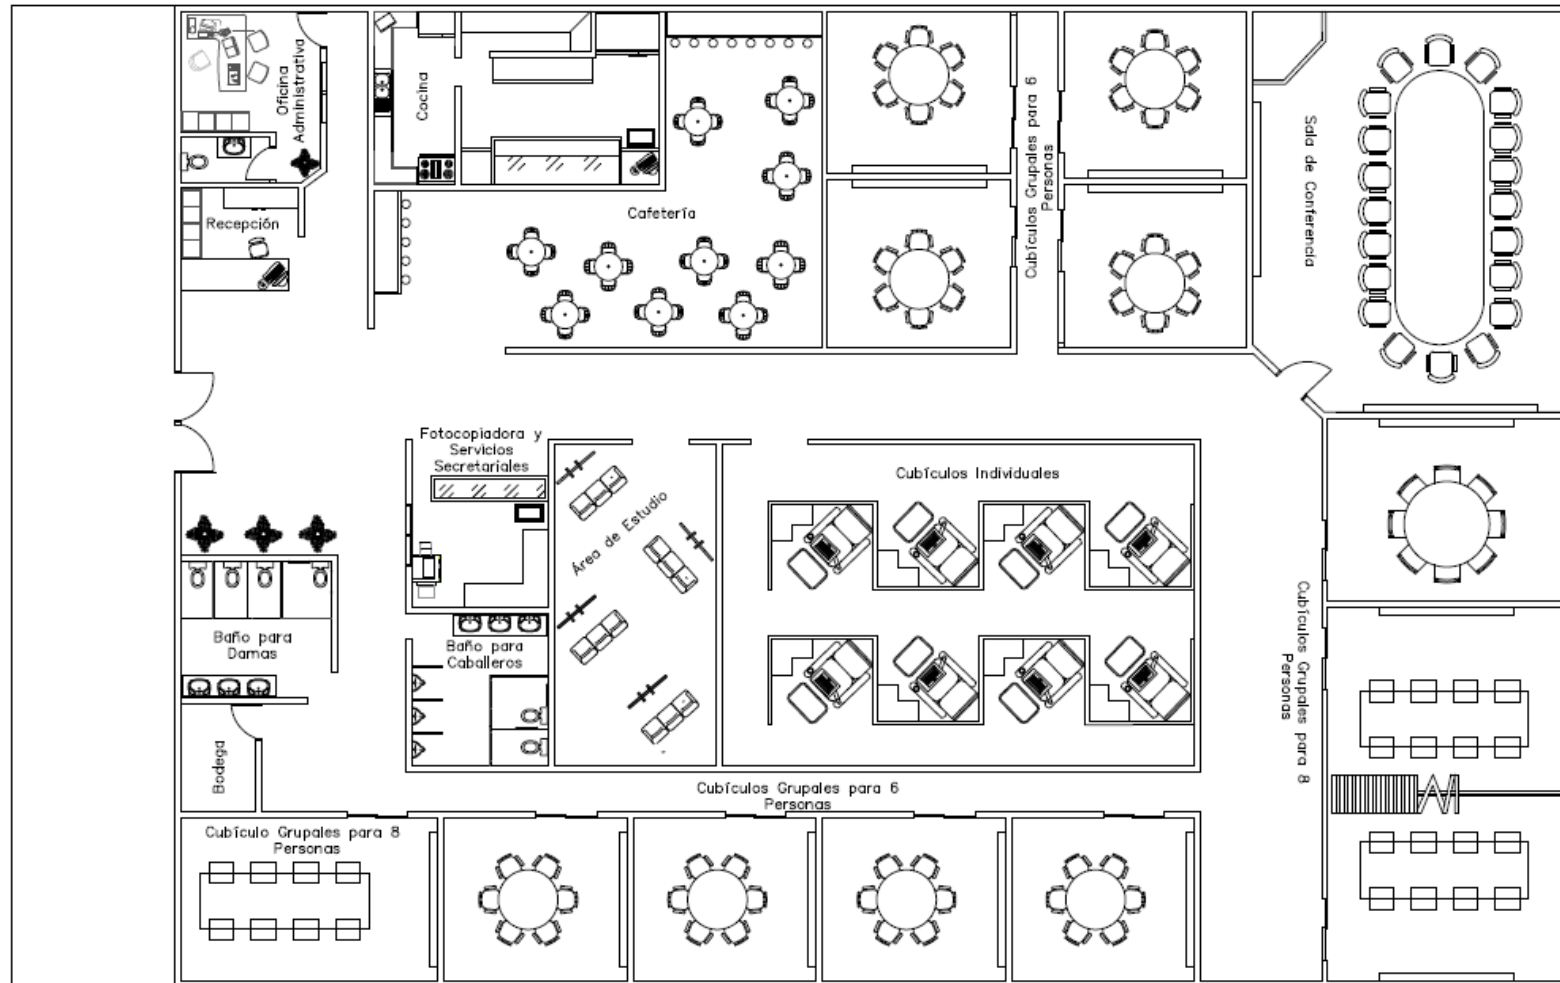 Oficina
Administrativa
Cocina
Recepción
Cafetería
Cubículos Grupales para 6
Personas
Sala de Conferencia
Fotocopiadora y
Servicios
Secretariales
Área de Estudio
Cubículos Individuales
Baño para
Damas
Baño para
Caballeros
Bodega
Cubículos Grupales para 8
Personas
Cubículos Grupales para 6
Personas
Cubículo Grupales para 8
Personas